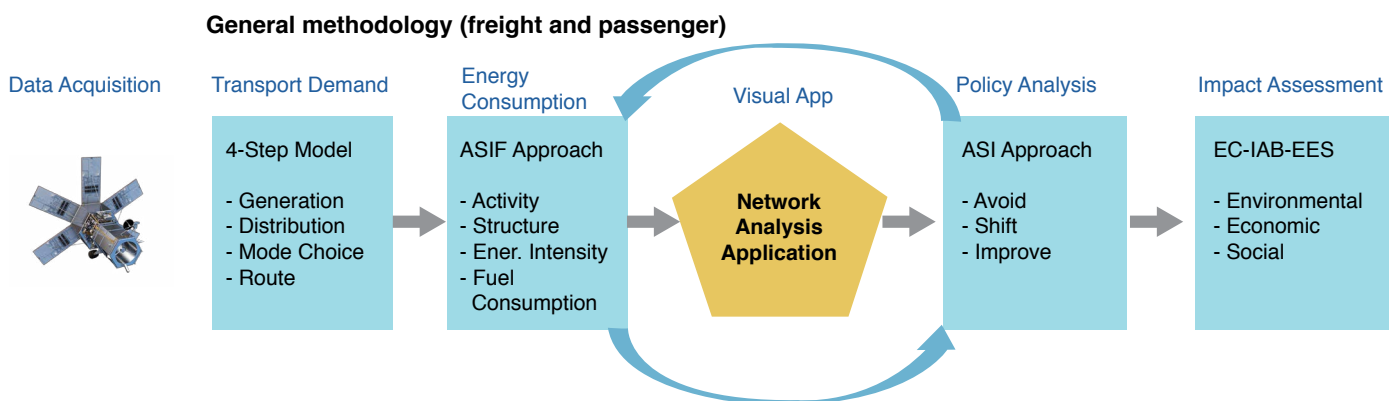 General methodology (freight and passenger)
Data Acquisition
Transport Demand
Energy
Consumption
Visual App
Policy Analysis
Impact Assessment
4-Step Model
- Generation
- Distribution
- Mode Choice
- Route
ASIF Approach
- Activity
- Structure
- Ener. Intensity
- Fuel
Consumption
Network
Analysis
Application
ASI Approach
- Avoid
- Shift
- Improve
EC-IAB-EES
- Environmental
- Economic
- Social